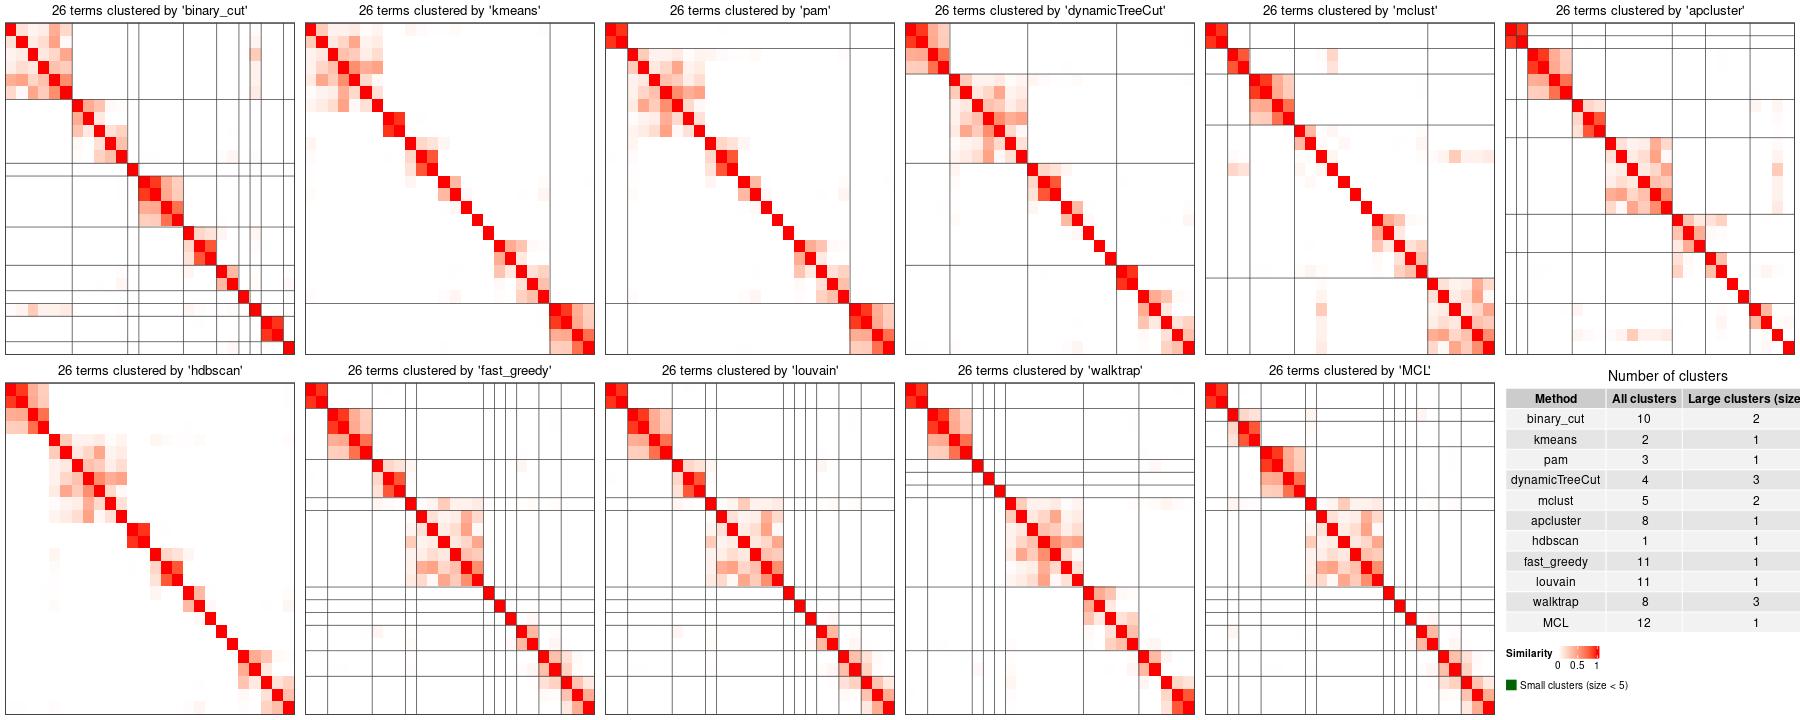 26 terms clustered by 'binary_cut'
26 terms clustered by 'kmeans'
26 terms clustered by 'pam'
26 terms clustered by 'dynamicTreeCut'
26 terms clustered by 'mclust'
26 terms clustered by 'apcluster'
26 terms clustered by 'hdbscan'
26 terms clustered by 'fast_greedy'
26 terms clustered by 'louvain'
26 terms clustered by 'walktrap'
26 terms clustered by 'MCL'
Number of clusters
Method All clusters Large clusters (size
binary_cut 10 2
kmeans 2 1
pam 3 1
dynamicTreeCut 4 3
mclust 5 2
apcluster 8 1
hdbscan 1 1
fast_greedy 11 1
louvain 11 1
walktrap 8 3
MCL 12 1
Similarity
0 0.5 1
Small clusters (size < 5)